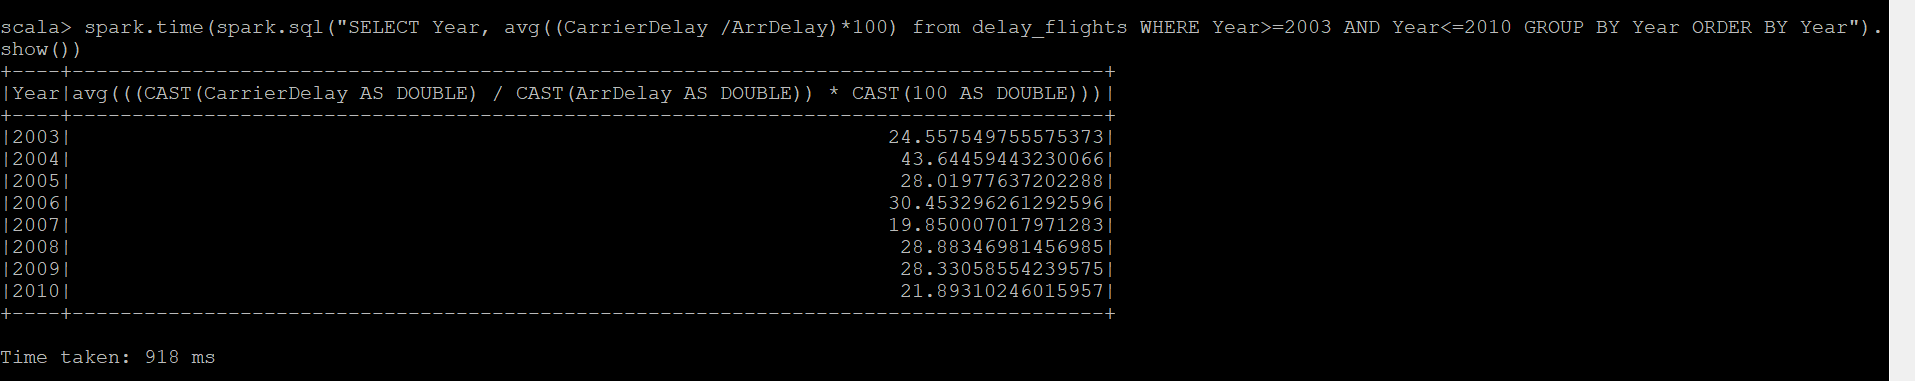 scala> spark.time(spark.sql("SELECT Year, avg((CarrierDelay /ArrDelay)*100) from delay_flights WHERE Year>=2003 AND Year<=2010 GROUP BY Year ORDER BY Year").
show())
+----+--------------------------------------------------------------------------------------+
|Year|avg(((CAST(CarrierDelay AS DOUBLE) / CAST(ArrDelay AS DOUBLE)) * CAST(100 AS DOUBLE)))|
+----+--------------------------------------------------------------------------------------+
|2003|                                                                    24.557549755575373|
|2004|                                                                     43.64459443230066|
|2005|                                                                     28.01977637202288|
|2006|                                                                    30.453296261292596|
|2007|                                                                    19.850007017971283|
|2008|                                                                     28.88346981456985|
|2009|                                                                     28.33058554239575|
|2010|                                                                     21.89310246015957|
+----+--------------------------------------------------------------------------------------+
Time taken: 918 ms